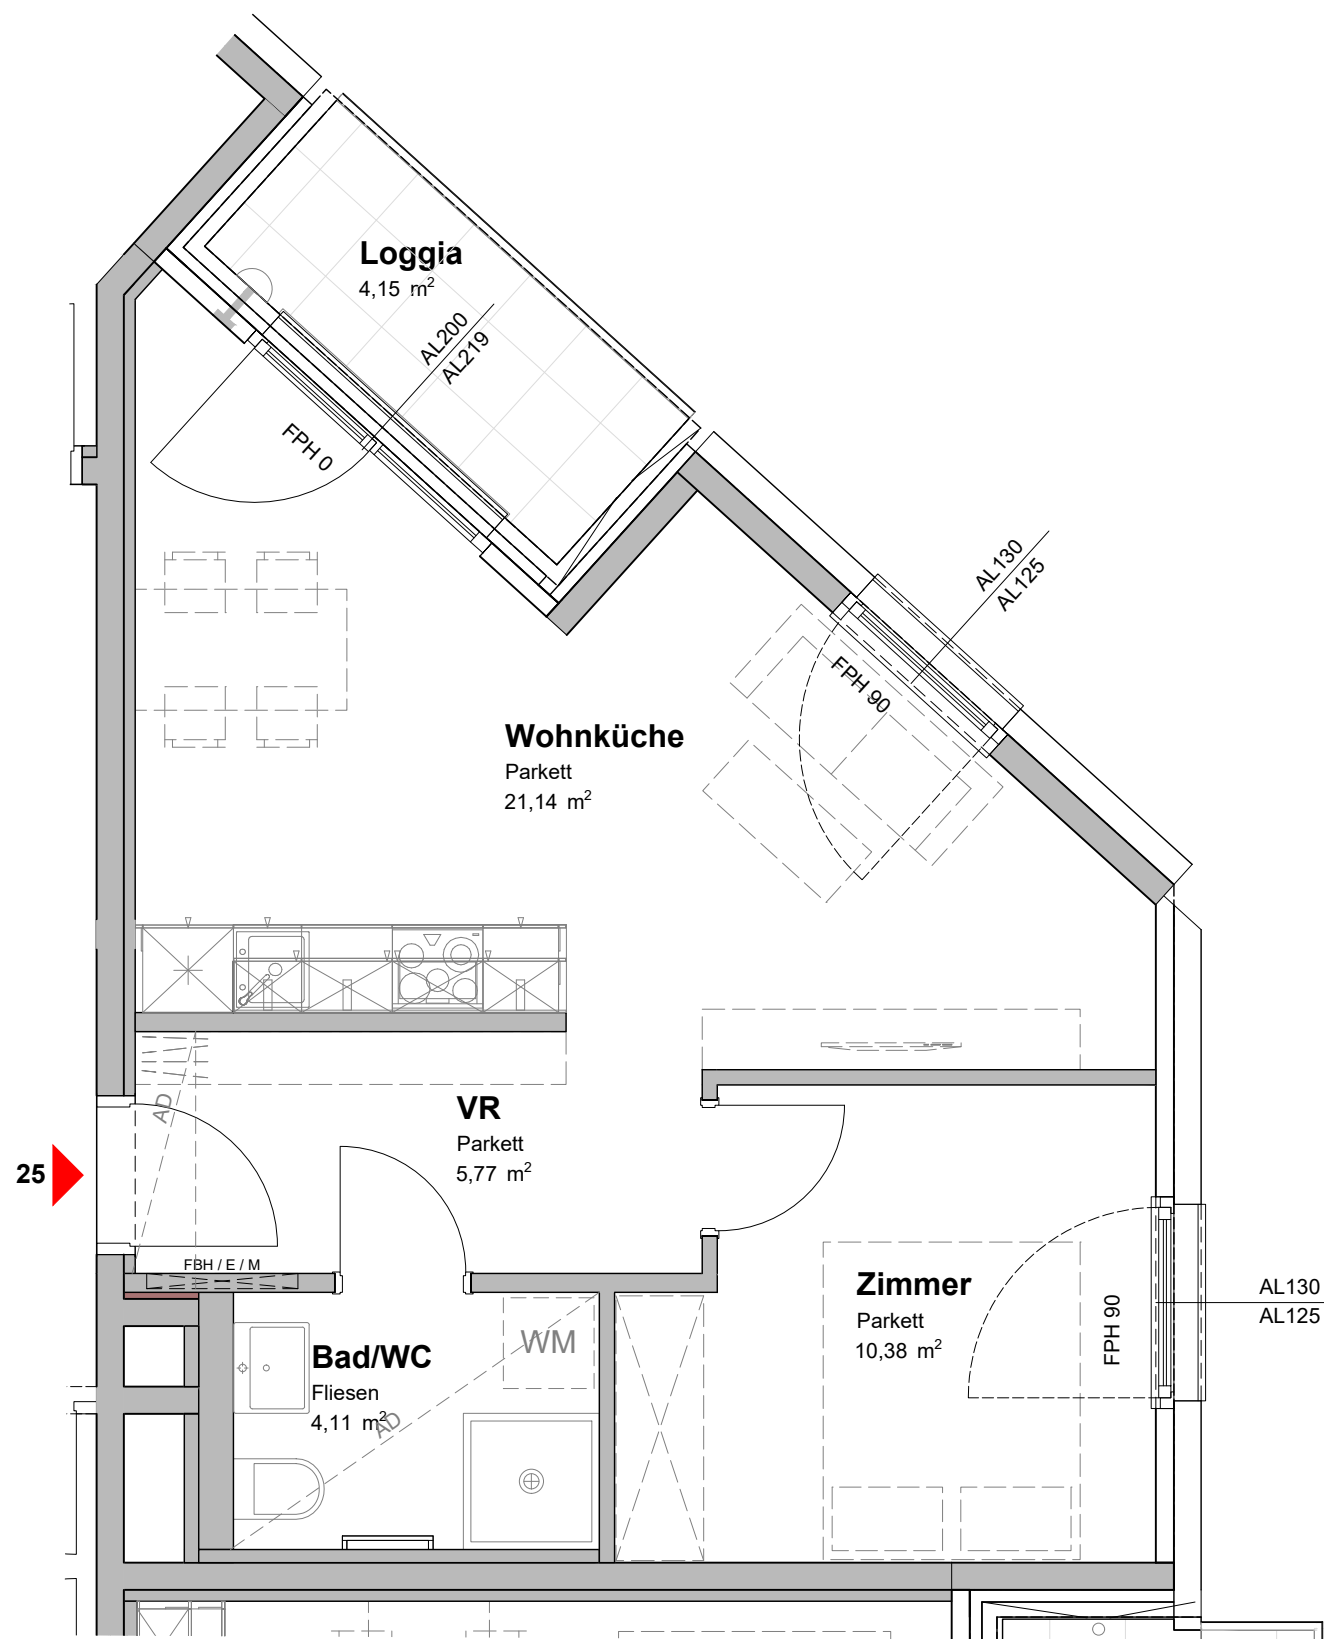 Loggia
4,15 m²
AL200
AL219
FPH 0
AL130
AL125
FPH 90
Wohnküche
Parkett
21,14 m²
AD
VR
Parkett
5,77 m²
25
FBH / E / M
Zimmer
Parkett
10,38 m²
FPH 90
AL130
AL125
WM
Bad/WC
Fliesen
4,11 m²
AD